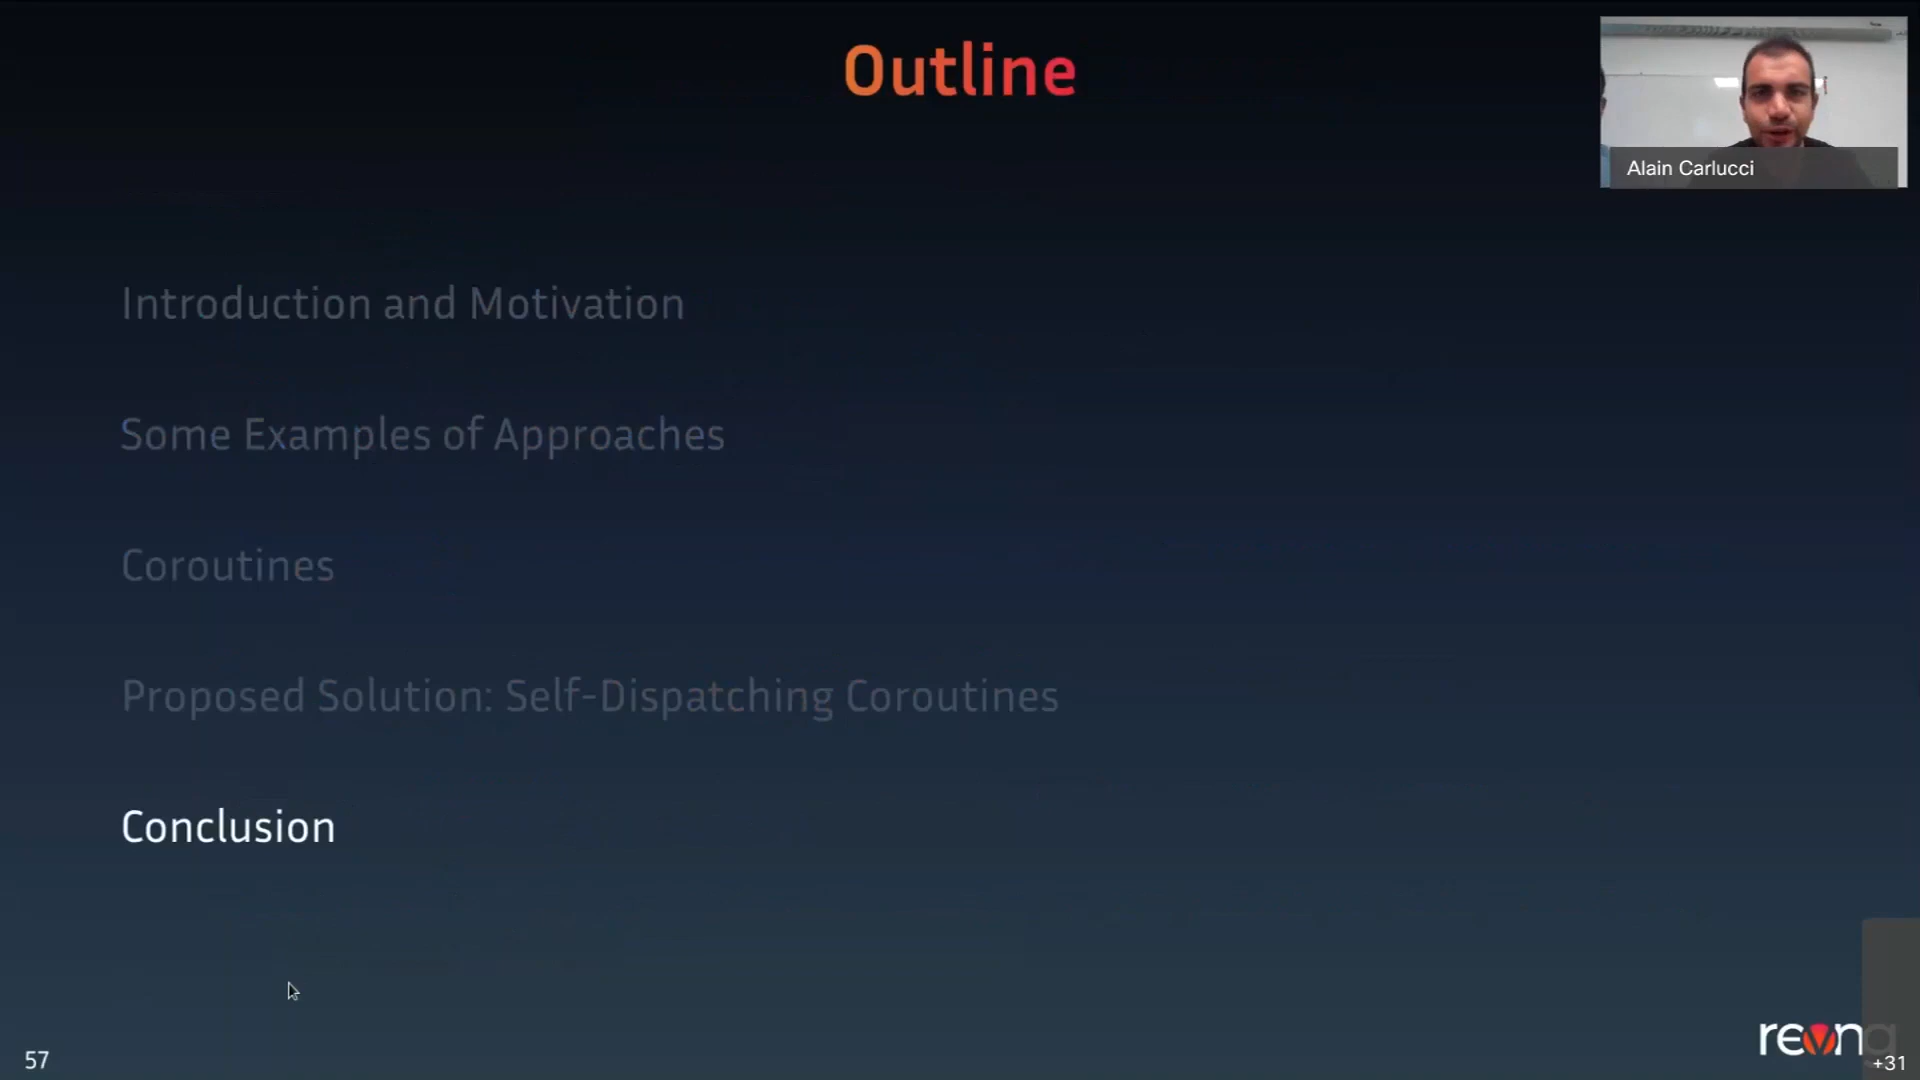 Outline
Alain Carlucci
Introduction and Motivation
Some Examples of Approaches
Coroutines
Proposed Solution: Self-Dispatching Coroutines
Conclusion
revng
57
+31